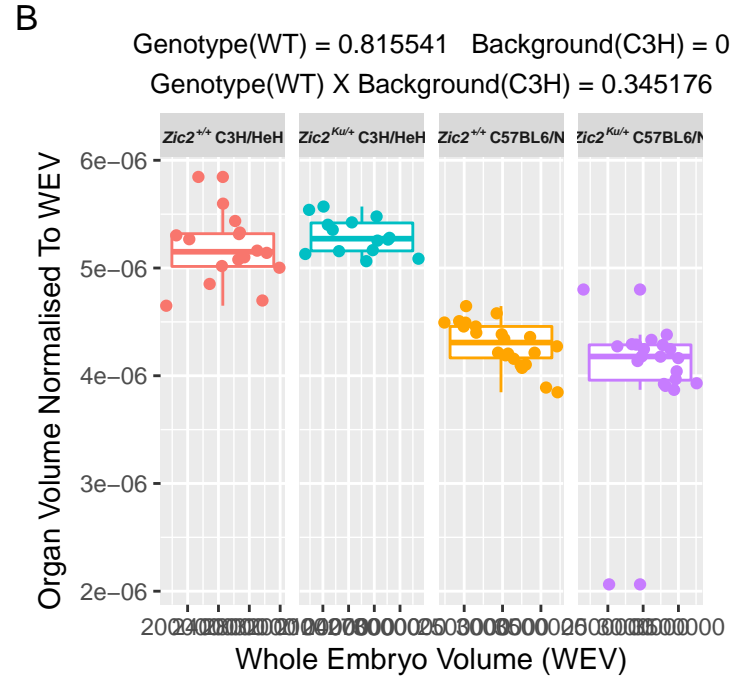 B
Genotype(WT) = 0.815541 Background(C3H) = 0
Genotype(WT) X Background(C3H) = 0.345176
Zic2+/+ C3H/HeH Zic2Ku/+ C3H/HeH Zic2+/+ C57BL6/N Zic2Ku/+ C57BL6/N
Organ Volume Normalised To WEV
6e−06
5e−06
4e−06
3e−06
2e−06
Whole Embryo Volume (WEV)